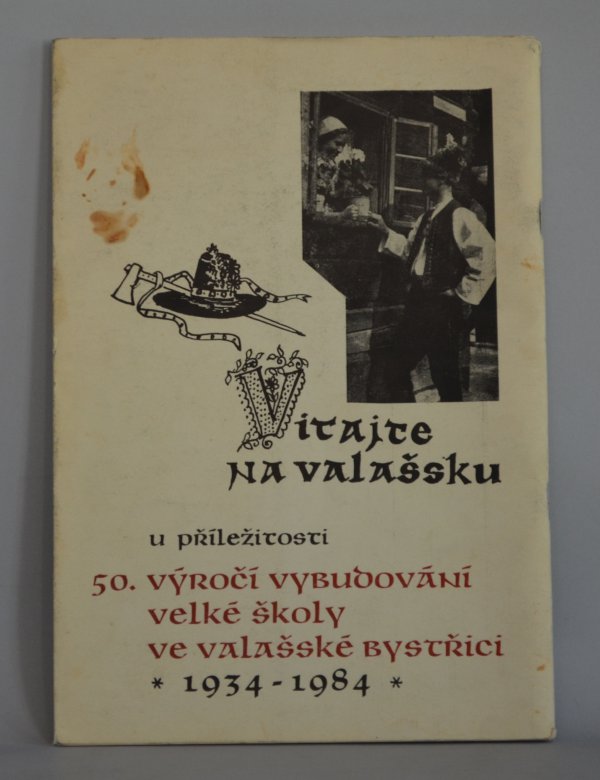 Vitajte
na valašsku
u příležitosti
50. výročí vybudování
velké školy
ve valašské bystřici
* 1934 - 1984 *